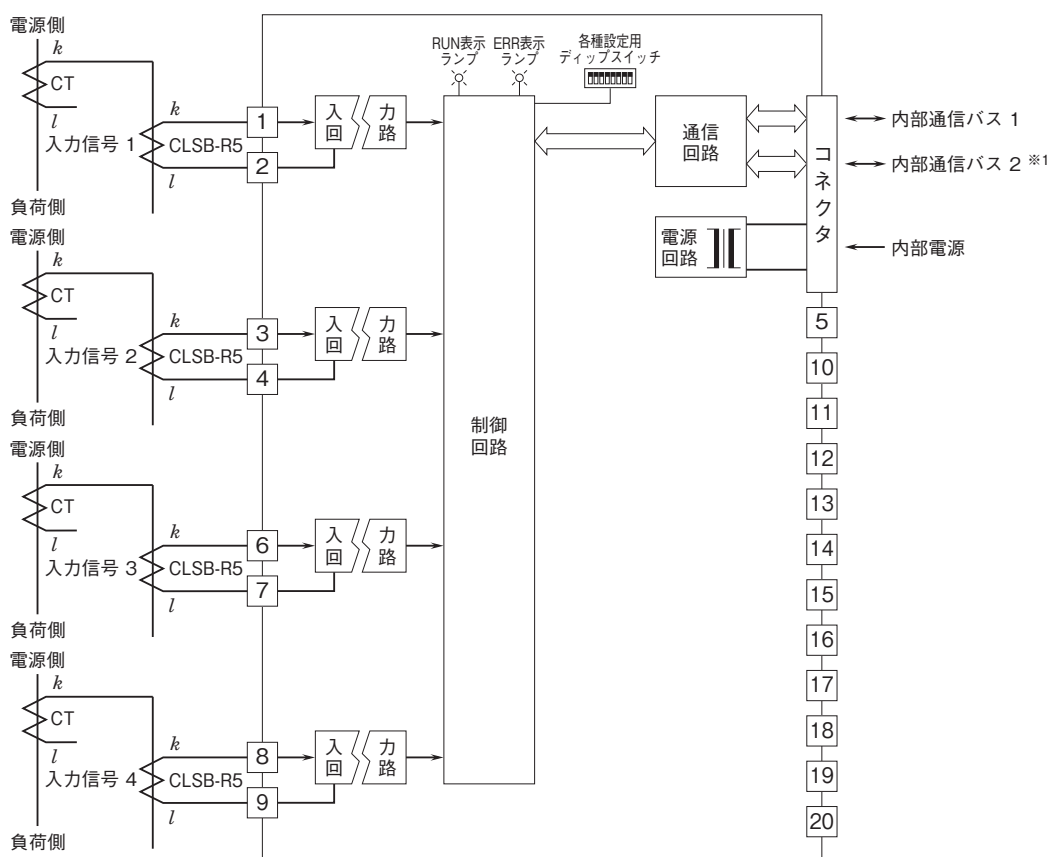 電源側
k
CT
l
入力信号 1
負荷側
k
CLSB-R5
l
1
2
入力
回路
電源側
k
CT
l
入力信号 2
負荷側
k
CLSB-R5
l
3
4
入力
回路
電源側
k
CT
l
入力信号 3
負荷側
k
CLSB-R5
l
6
7
入力
回路
電源側
k
CT
l
入力信号 4
負荷側
k
CLSB-R5
l
8
9
入力
回路
RUN表示
ランプ
ERR表示
ランプ
各種設定用
ディップスイッチ
制御
回路
通信
回路
電源
回路
コネクタ
内部通信バス 1
内部通信バス 2 ※1
内部電源
5
10
11
12
13
14
15
16
17
18
19
20